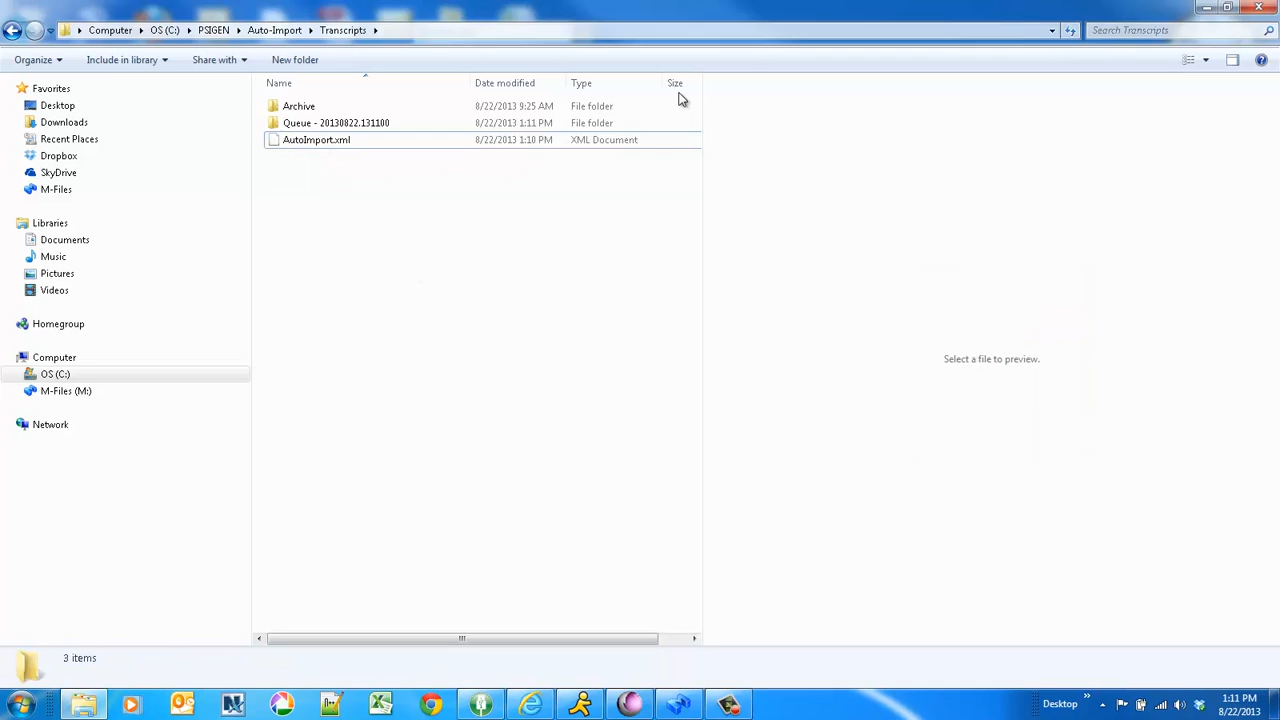 Computer ▸ OS (C:) ▸ PSIGEN ▸ Auto-Import ▸ Transcripts ▸
Search Transcripts
Organize Include in library Share with New folder
Favorites
Desktop
Downloads
Recent Places
Dropbox
SkyDrive
M-Files
Libraries
Documents
Music
Pictures
Videos
Homegroup
Computer
OS (C:)
M-Files (M:)
Network
Name Date modified Type Size
Archive 8/22/2013 9:25 AM File folder
Queue - 20130822.131100 8/22/2013 1:11 PM File folder
AutoImport.xml 8/22/2013 1:10 PM XML Document
Select a file to preview.
3 items
Desktop
1:11 PM
8/22/2013